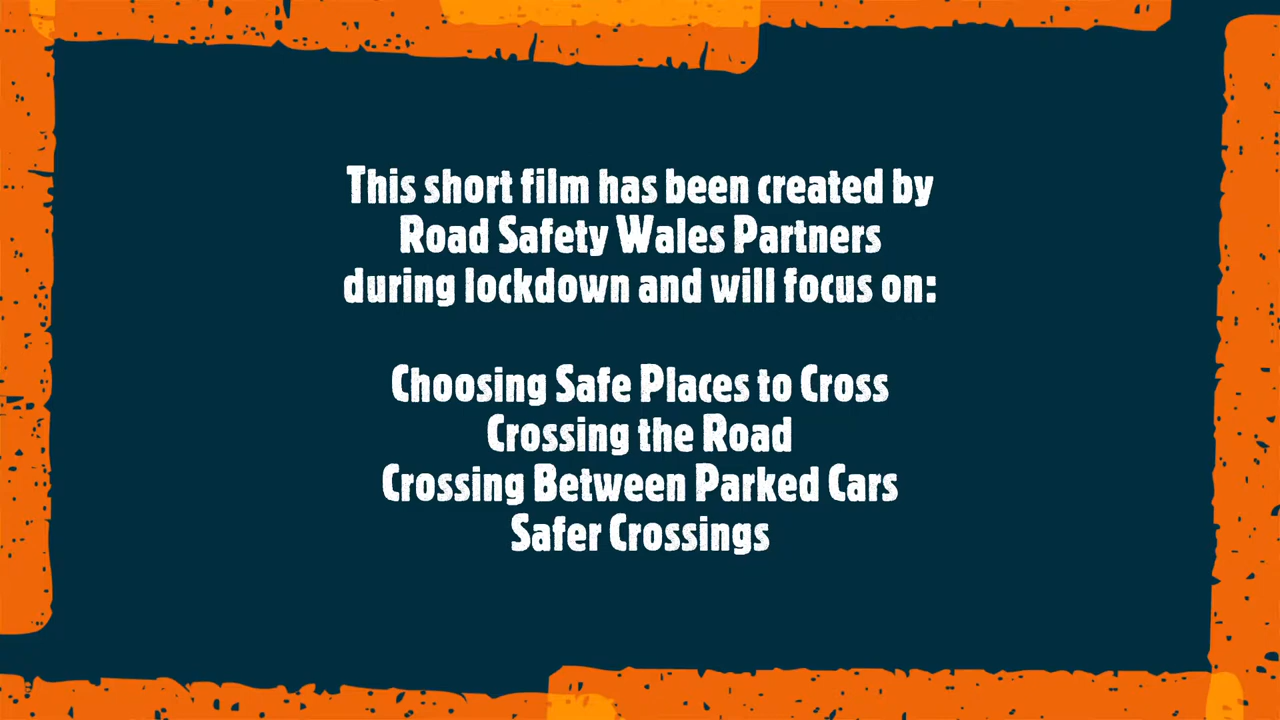 This short film has been created by
Road Safety Wales Partners
during lockdown and will focus on:
Choosing Safe Places to Cross
Crossing the Road
Crossing Between Parked Cars
Safer Crossings